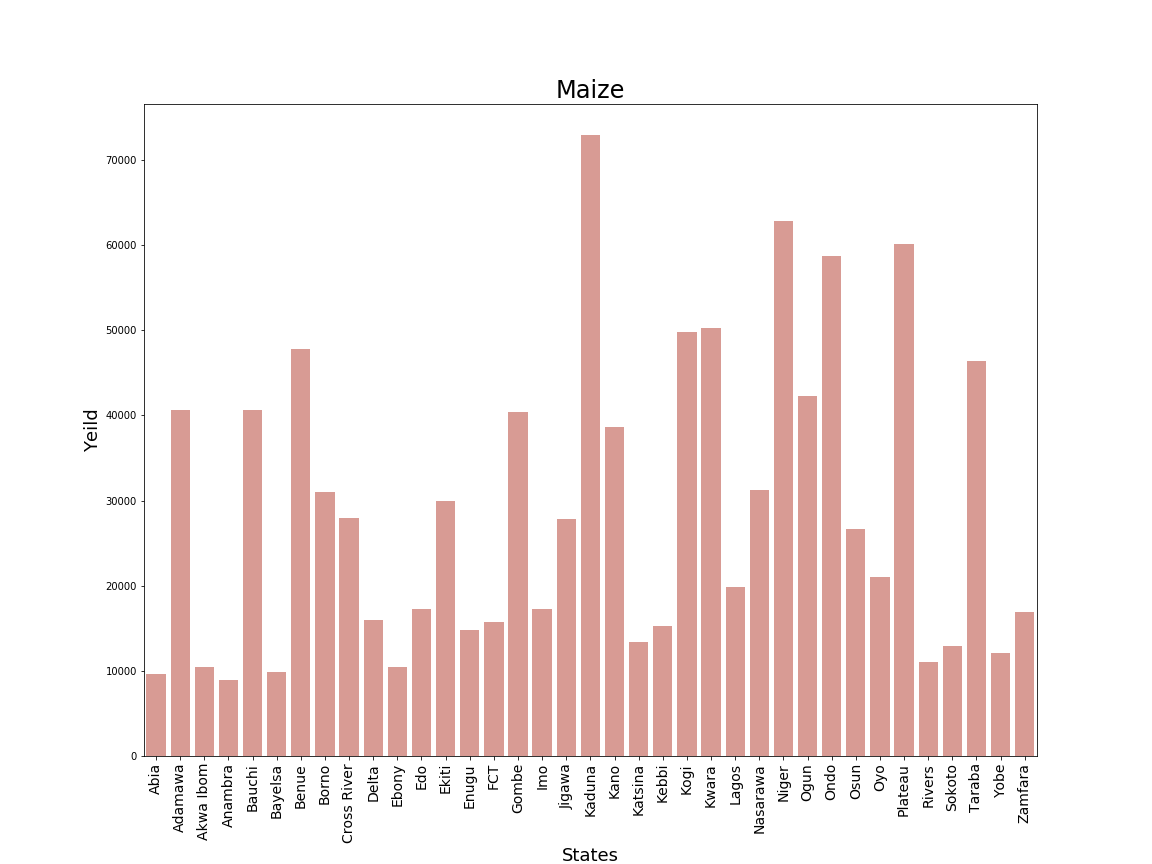 Maize
Yeild
70000
60000
50000
40000
30000
20000
10000
0
Abia
Adamawa
Akwa Ibom
Anambra
Bauchi
Bayelsa
Benue
Borno
Cross River
Delta
Ebony
Edo
Ekiti
Enugu
FCT
Gombe
Imo
Jigawa
Kaduna
Kano
Katsina
Kebbi
Kogi
Kwara
Lagos
Nasarawa
Niger
Ogun
Ondo
Osun
Oyo
Plateau
Rivers
Sokoto
Taraba
Yobe
Zamfara
States